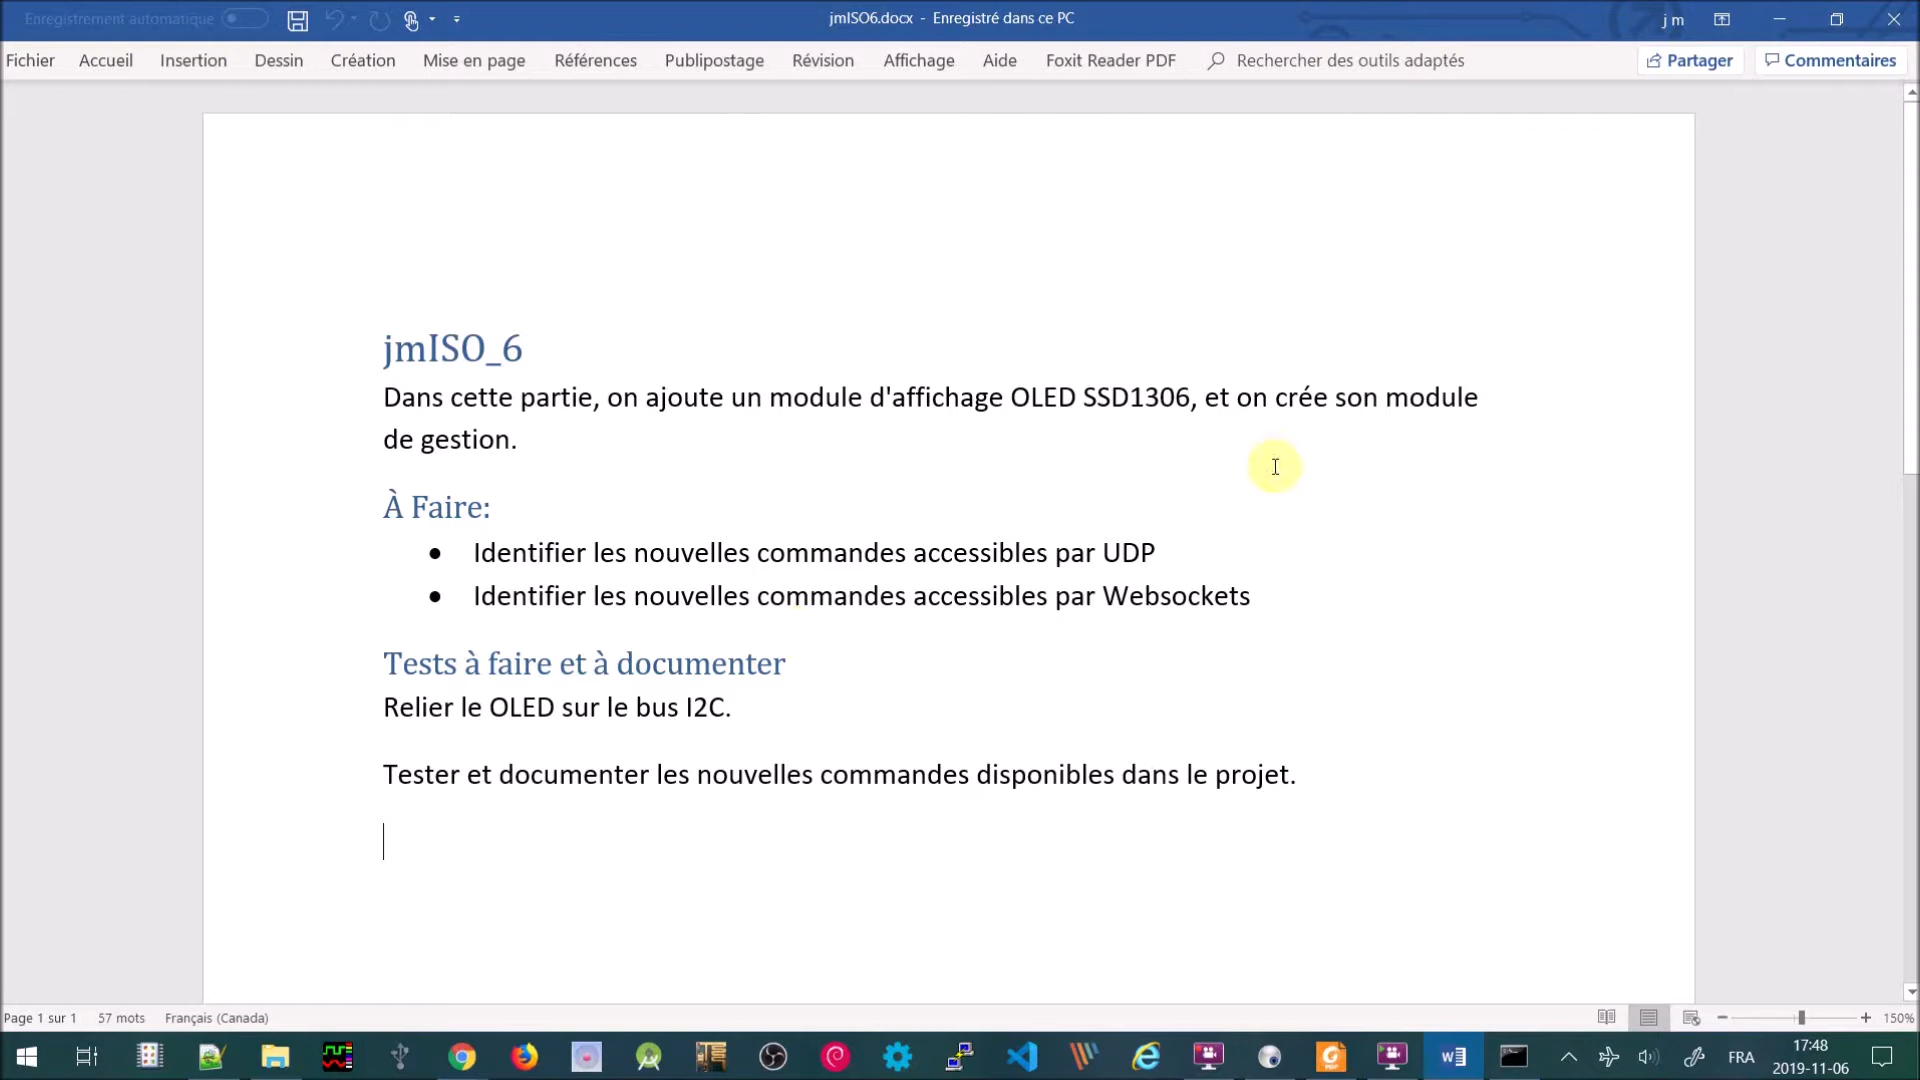 Enregistrement automatique
jmISO6.docx - Enregistré dans ce PC
j m
Fichier Accueil Insertion Dessin Création Mise en page Références Publipostage Révision Affichage Aide Foxit Reader PDF Rechercher des outils adaptés Partager Commentaires
jmISO_6
Dans cette partie, on ajoute un module d'affichage OLED SSD1306, et on crée son module
de gestion.
À Faire:
• Identifier les nouvelles commandes accessibles par UDP
• Identifier les nouvelles commandes accessibles par Websockets
Tests à faire et à documenter
Relier le OLED sur le bus I2C.
Tester et documenter les nouvelles commandes disponibles dans le projet.
Page 1 sur 1 57 mots Français (Canada) 150%
FRA
17:48
2019-11-06